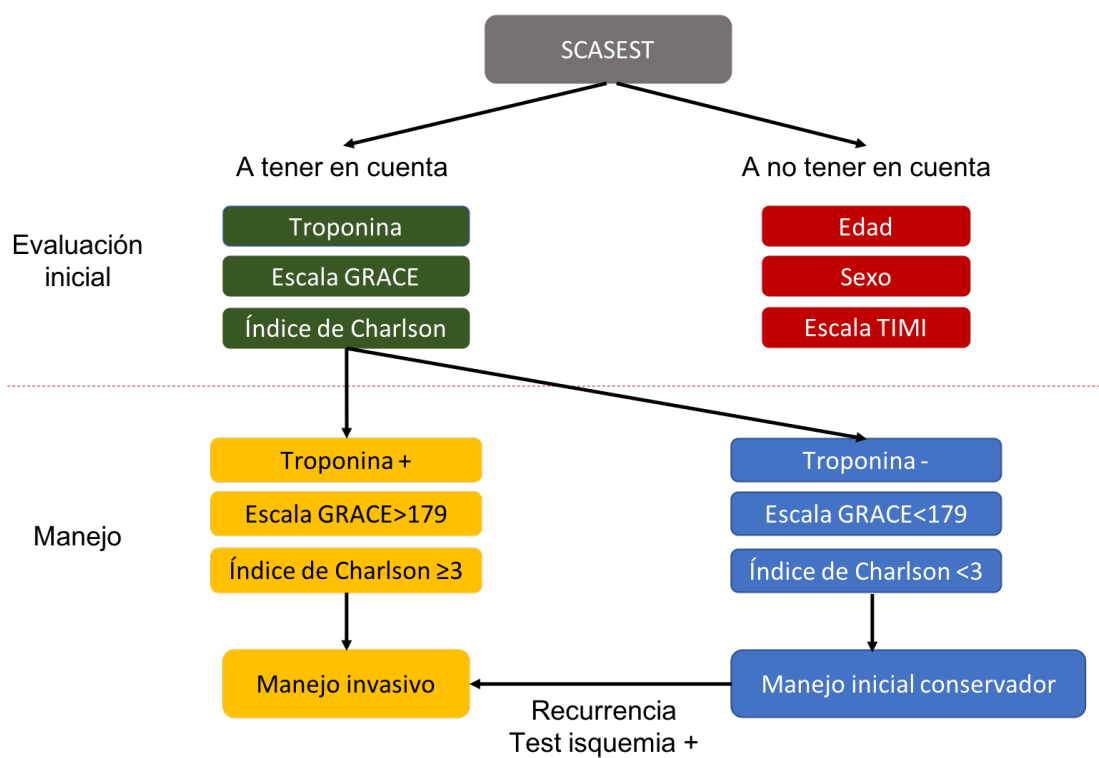 SCASEST
A tener en cuenta
A no tener en cuenta
Evaluación
inicial
Troponina
Escala GRACE
Índice de Charlson
Edad
Sexo
Escala TIMI
Manejo
Troponina +
Escala GRACE>179
Índice de Charlson ≥3
Troponina -
Escala GRACE<179
Índice de Charlson <3
Manejo invasivo
Manejo inicial conservador
Recurrencia
Test isquemia +